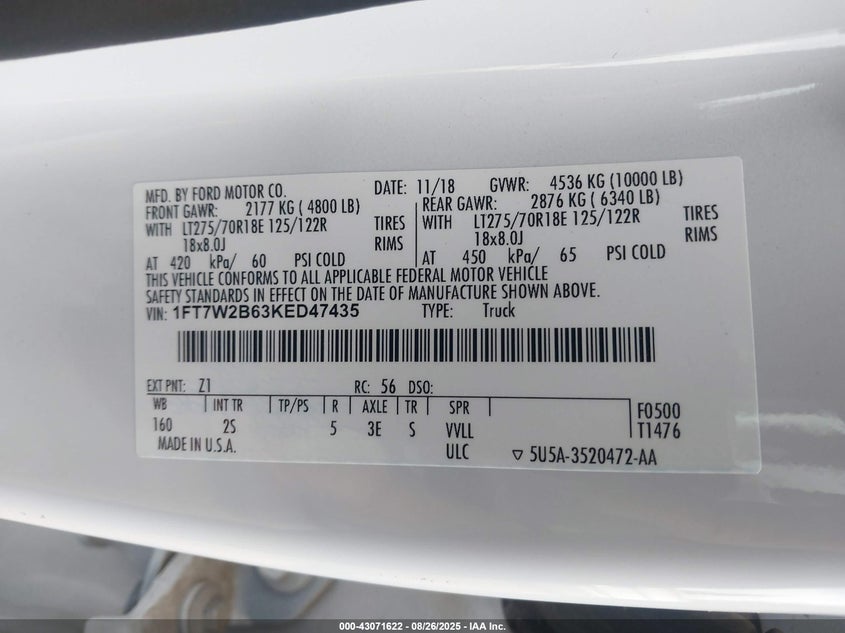 MFD. BY FORD MOTOR CO. DATE: 11/18 GVWR: 4536 KG (10000 LB)
FRONT GAWR: 2177 KG ( 4800 LB) REAR GAWR: 2876 KG ( 6340 LB)
WITH LT275/70R18E 125/122R TIRES WITH LT275/70R18E 125/122R TIRES
18x8.0J RIMS 18x8.0J RIMS
AT 420 kPa/ 60 PSI COLD AT 450 kPa/ 65 PSI COLD
THIS VEHICLE CONFORMS TO ALL APPLICABLE FEDERAL MOTOR VEHICLE
SAFETY STANDARDS IN EFFECT ON THE DATE OF MANUFACTURE SHOWN ABOVE.
VIN: 1FT7W2B63KED47435 TYPE: Truck
EXT PNT: Z1 RC: 56 DSO:
WB INT TR TP/PS R AXLE TR SPR F0500
160 2S 5 3E S VVLL T1476
MADE IN U.S.A. ULC ▽ 5U5A-3520472-AA
000-43071622 - 08/26/2025 - IAA Inc.